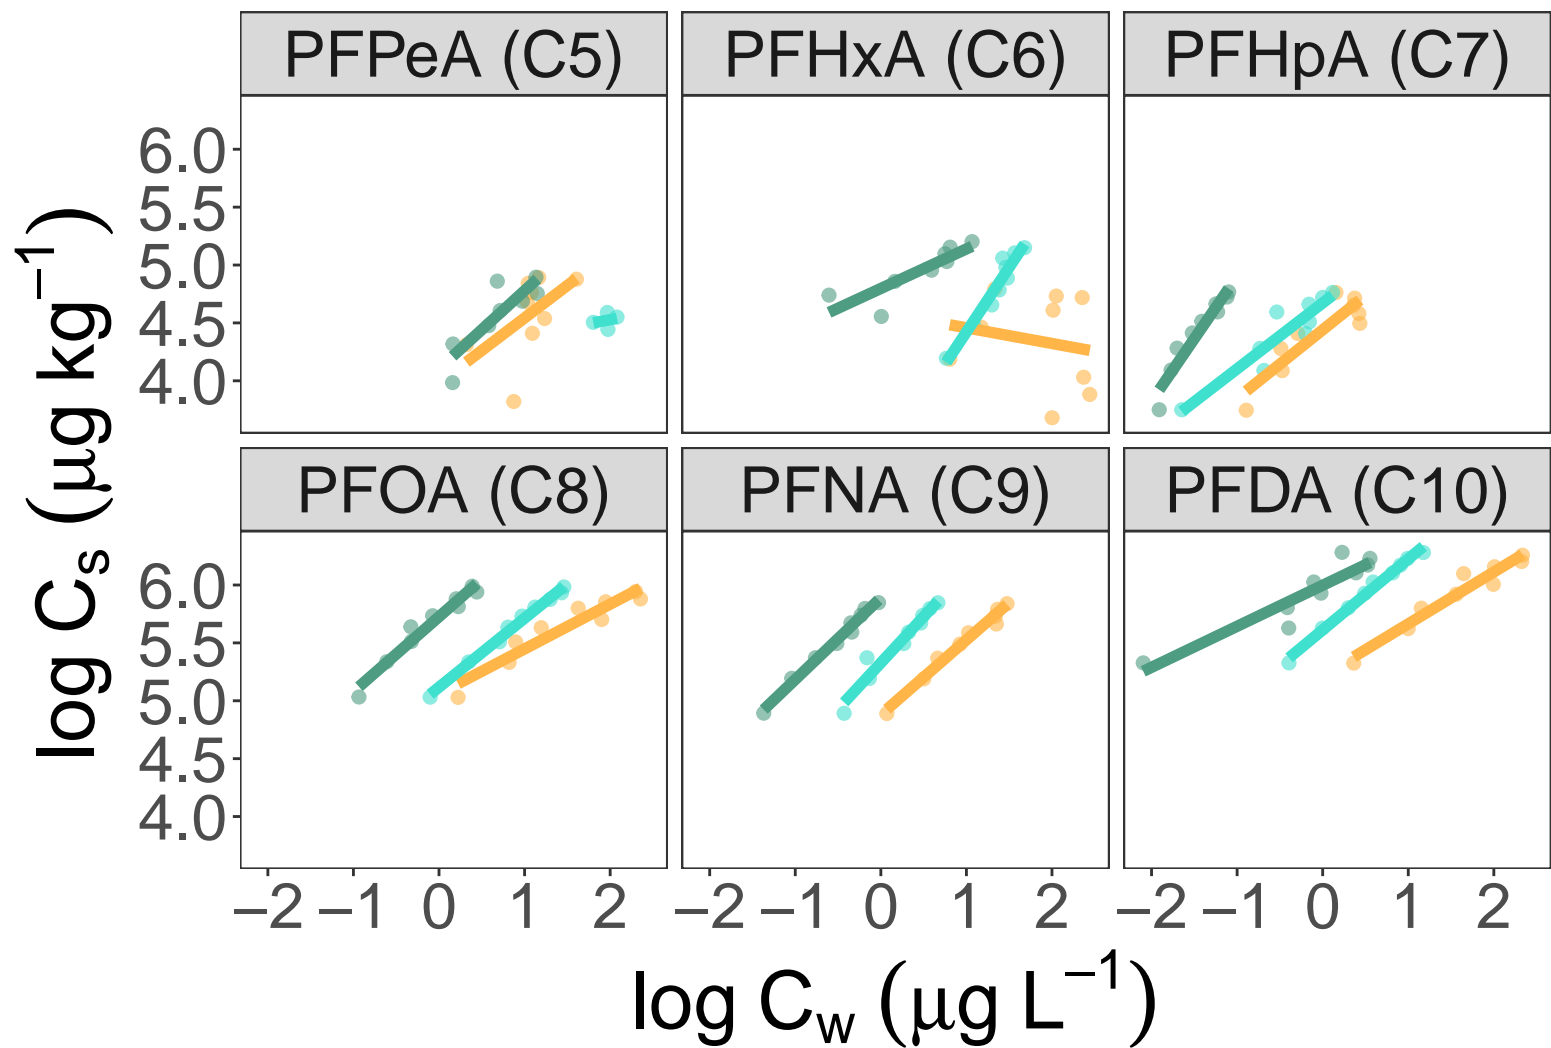 PFPeA (C5) PFHxA (C6) PFHpA (C7)
6.0
5.5
5.0
4.5
4.0
PFOA (C8) PFNA (C9) PFDA (C10)
6.0
5.5
5.0
4.5
4.0
−2 −1 0 1 2 −2 −1 0 1 2 −2 −1 0 1 2
log Cₛ (μg kg⁻¹)
log C_w (μg L⁻¹)